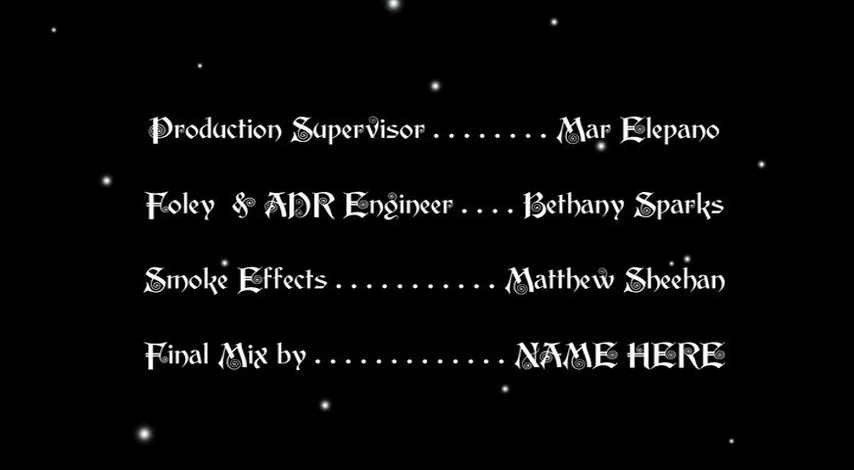 Production Supervisor ........ Mar Elepano
Foley & ADR Engineer .... Bethany Sparks
Smoke Effects ........... Matthew Sheehan
Final Mix by ............. NAME HERE